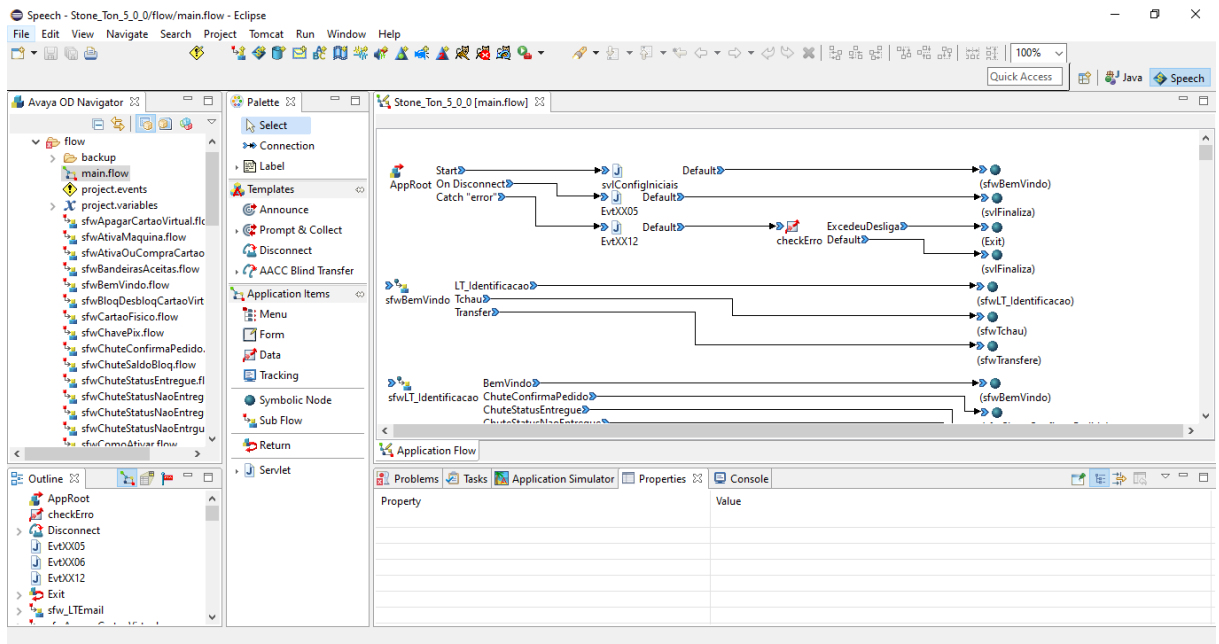 Speech - Stone_Ton_5_0_0/flow/main.flow - Eclipse
File Edit View Navigate Search Project Tomcat Run Window Help
100%
Quick Access
Java
Speech
Avaya OD Navigator
flow
backup
main.flow
project.events
project.variables
sfwApagarCartaoVirtual.flc
sfwAtivaMaquina.flow
sfwAtivaOuCompraCartao
sfwBandeirasAceitas.flow
sfwBemVindo.flow
sfwBloqDesbloqCartaoVirt
sfwCartaoFisico.flow
sfwChavePix.flow
sfwChuteConfirmaPedido.
sfwChuteSaldoBloq.flow
sfwChuteStatusEntregue.fl
sfwChuteStatusNaoEntreg
sfwChuteStatusNaoEntreg
sfwChuteStatusNaoEntrgu
sfwComoAtivar.flow
Palette
Select
Connection
Label
Templates
Announce
Prompt & Collect
Disconnect
AACC Blind Transfer
Application Items
Menu
Form
Data
Tracking
Symbolic Node
Sub Flow
Return
Servlet
Stone_Ton_5_0_0 [main.flow]
Start
Default
AppRoot
On Disconnect
svlConfigIniciais
(sfwBemVindo)
Catch "error"
Default
EvtXX05
(svlFinaliza)
Default
ExcedeuDesliga
EvtXX12
checkErro
Default
(Exit)
(svlFinaliza)
LT_Identificacao
sfwBemVindo
Tchau
(sfwLT_Identificacao)
Transfer
(sfwTchau)
(sfwTransfere)
BemVindo
sfwLT_Identificacao
ChuteConfirmaPedido
(sfwBemVindo)
ChuteStatusEntregue
ChuteStatusNaoEntregue
Application Flow
Outline
AppRoot
checkErro
Disconnect
EvtXX05
EvtXX06
EvtXX12
Exit
sfw_LTEmail
Problems
Tasks
Application Simulator
Properties
Console
Property
Value